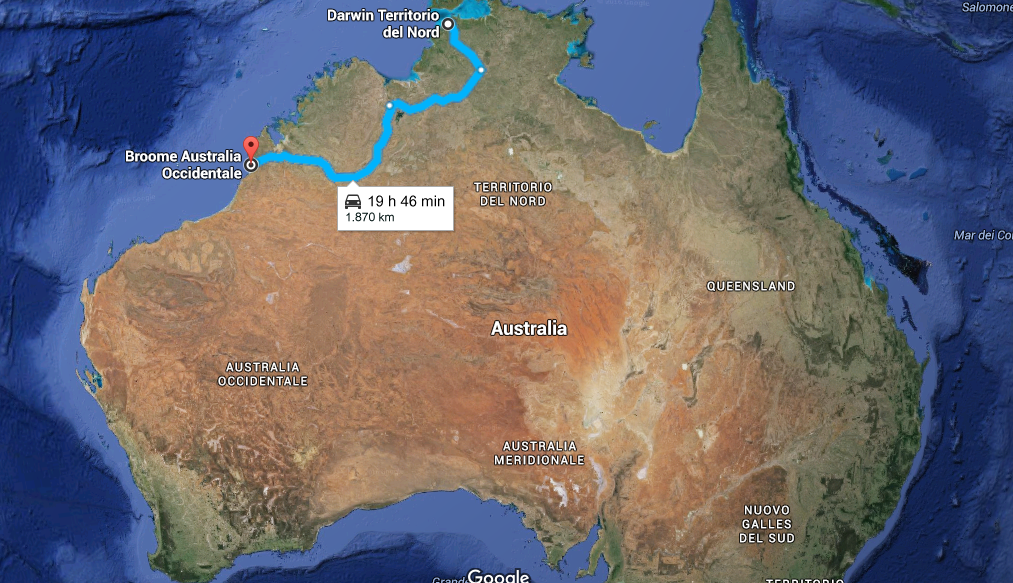 Salomone
Darwin Territorio
del Nord
Broome Australia
Occidentale
19 h 46 min
1.870 km
TERRITORIO
DEL NORD
Mar dei Co
QUEENSLAND
Australia
AUSTRALIA
OCCIDENTALE
AUSTRALIA
MERIDIONALE
NUOVO
GALLES
DEL SUD
Grand
Google
TERRITORIO